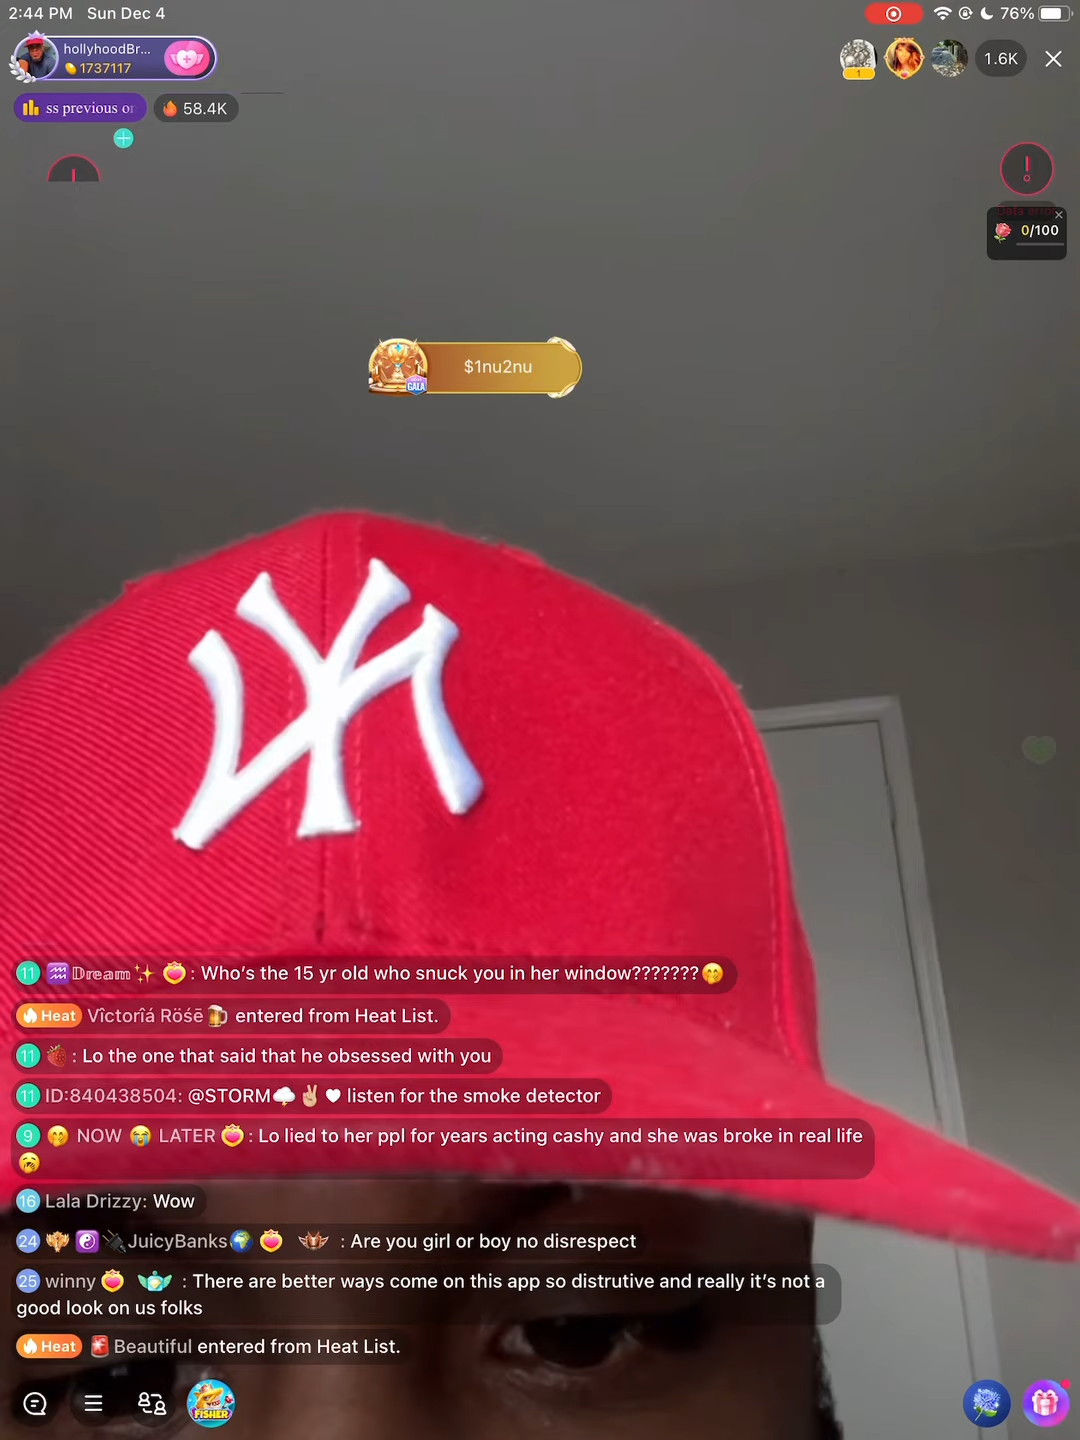 2:44 PM Sun Dec 4 76%
hollyhoodBr...
1737117
1
1.6K
ss previous or
58.4K
0/100
$1nu2nu
GALA
NY
11 ♒ 𝔻𝕣𝕖𝕒𝕞✨ : Who's the 15 yr old who snuck you in her window???????🤭
Heat Vîctorîá Röśē🍺 entered from Heat List.
11 🍓 : Lo the one that said that he obsessed with you
11 ID:840438504: @STORM🌩️✌🏼🤍 listen for the smoke detector
9 🤭 NOW 😭 LATER : Lo lied to her ppl for years acting cashy and she was broke in real life
🥱
16 Lala Drizzy: Wow
24 ☯️🔌JuicyBanks🌍 : Are you girl or boy no disrespect
25 winny : There are better ways come on this app so distrutive and really it's not a
good look on us folks
Heat 🚨 Beautiful entered from Heat List.
FISHER